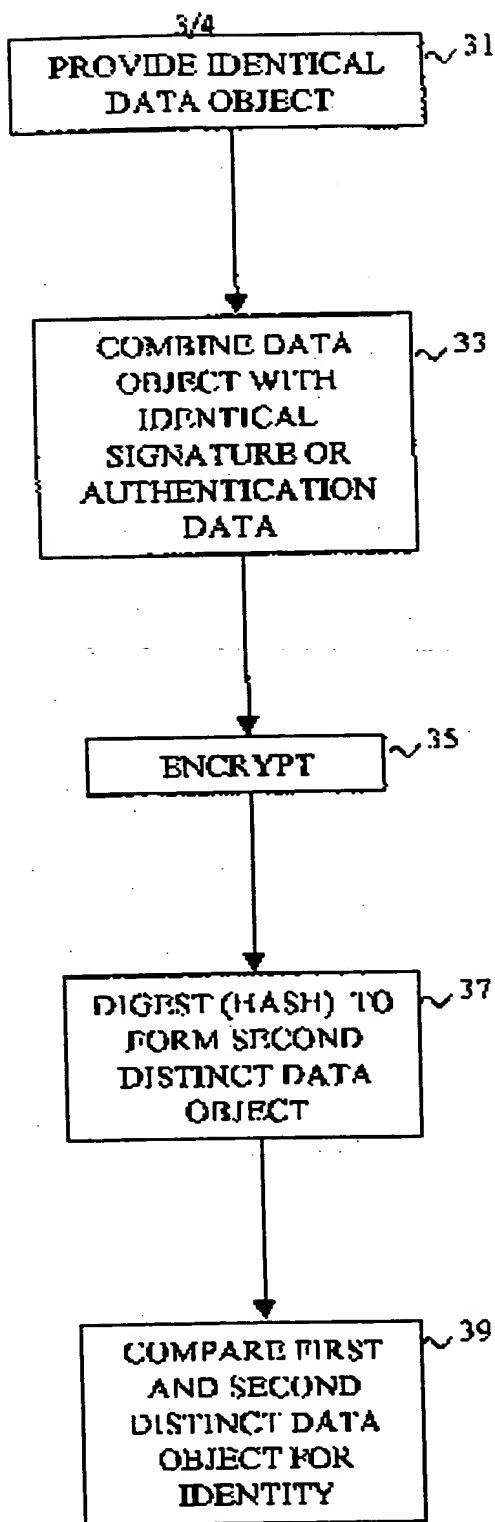 3/4
PROVIDE IDENTICAL
DATA OBJECT
31
COMBINE DATA
OBJECT WITH
IDENTICAL
SIGNATURE OR
AUTHENTICATION
DATA
33
ENCRYPT
35
DIGEST (HASH) TO
FORM SECOND
DISTINCT DATA
OBJECT
37
COMPARE FIRST
AND SECOND
DISTINCT DATA
OBJECT FOR
IDENTITY
39